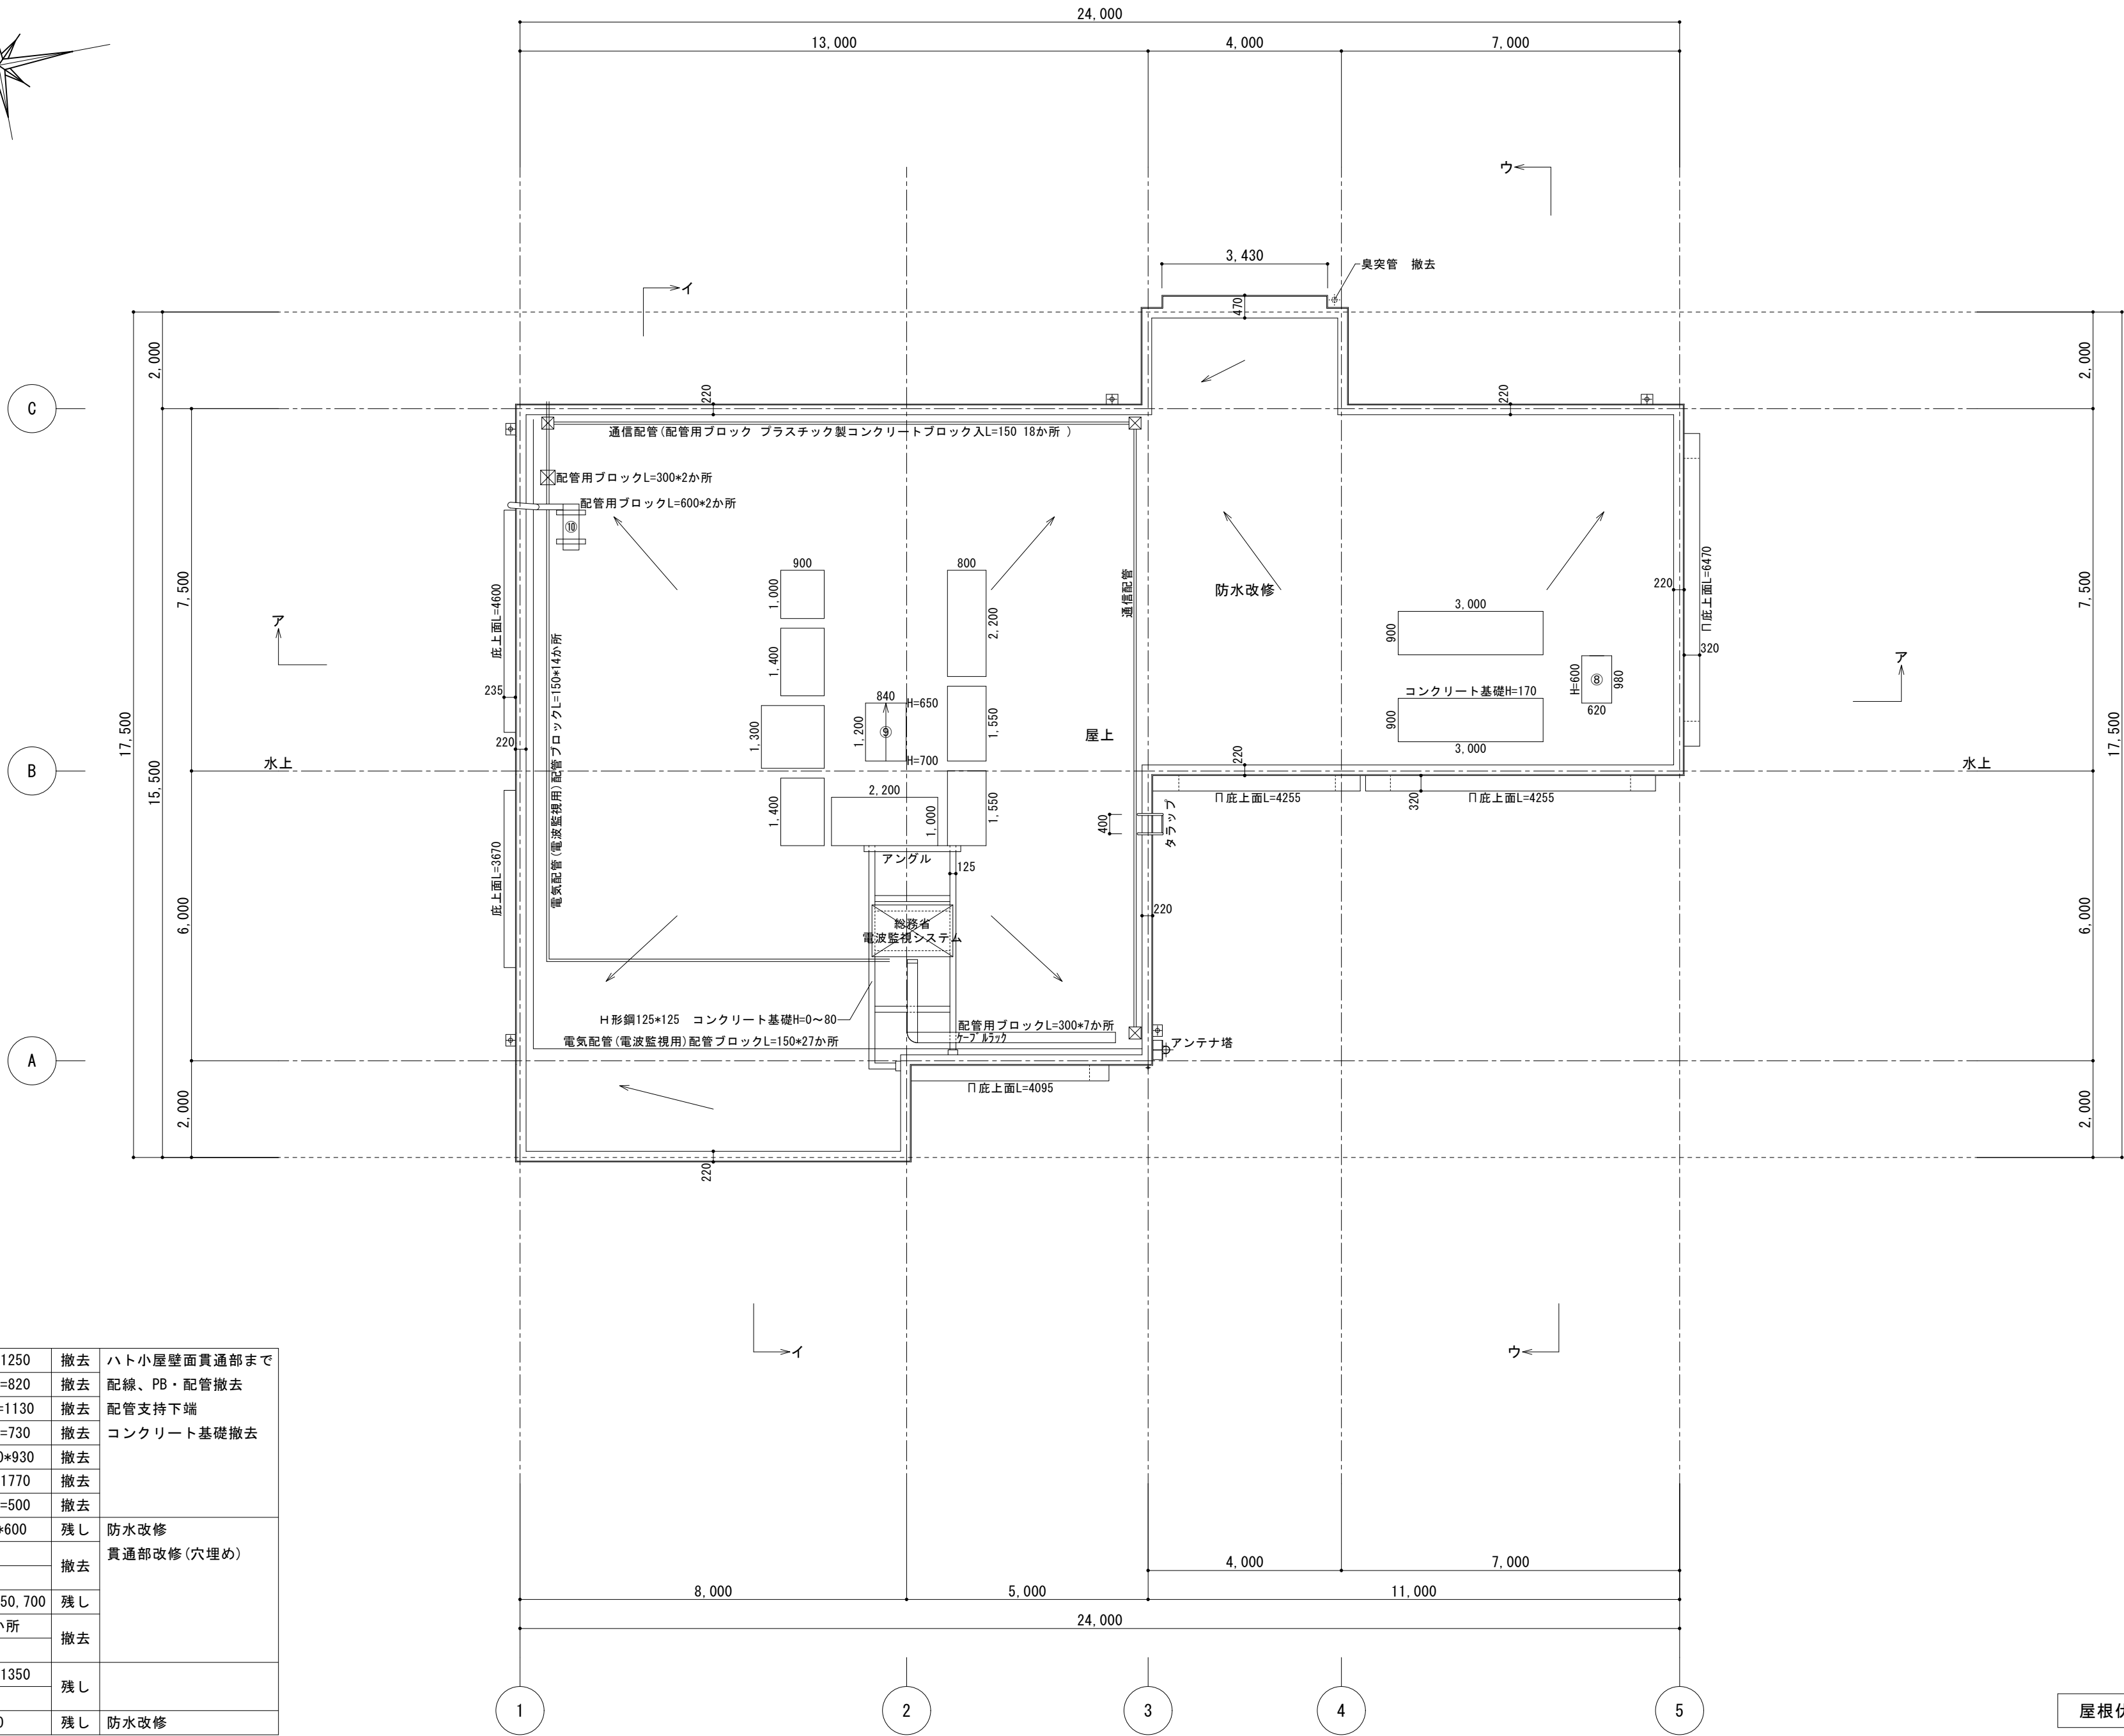 24,000
13,000
4,000
7,000
ウ
3,430
臭突管　撤去
イ
470
2,000
2,000
17,500
15,500
C
220
220
通信配管(配管用ブロック プラスチック製コンクリートブロック入L=150 18か所 )
配管用ブロックL=300*2か所
配管用ブロックL=600*2か所
⑩
7,500
庇上面L=4600
電気配管(電波監視用)配管ブロックL=150*14か所
900
1,000
800
2,200
1,400
通信配管
防水改修
3,000
900
220
⊓庇上面L=6470
7,500
17,500
ア
ア
235
840
H=650
1,200
⑨
H=700
1,550
1,300
屋上
コンクリート基礎H=170
900
3,000
H=600
⑧
980
620
320
220
B
水上
水上
220
2,200
1,000
1,400
1,550
400
タラップ
⊓庇上面L=4255
320
⊓庇上面L=4255
アングル
125
庇上面L=3670
6,000
220
6,000
総務省
電波監視システム
H形鋼125*125　コンクリート基礎H=0～80
配管用ブロックL=300*7か所
ケーブルラック
電気配管(電波監視用)配管ブロックL=150*27か所
アンテナ塔
A
⊓庇上面L=4095
2,000
2,000
220
イ
ウ
1250 撤去 ハト小屋壁面貫通部まで
=820 撤去 配線、PB・配管撤去
=1130 撤去 配管支持下端
=730 撤去 コンクリート基礎撤去
0*930 撤去
1770 撤去
=500 撤去
*600 残し 防水改修
撤去 貫通部改修(穴埋め)
50,700 残し
か所
撤去
1350
残し
0 残し 防水改修
4,000
7,000
8,000
5,000
11,000
24,000
1
2
3
4
5
屋根伏